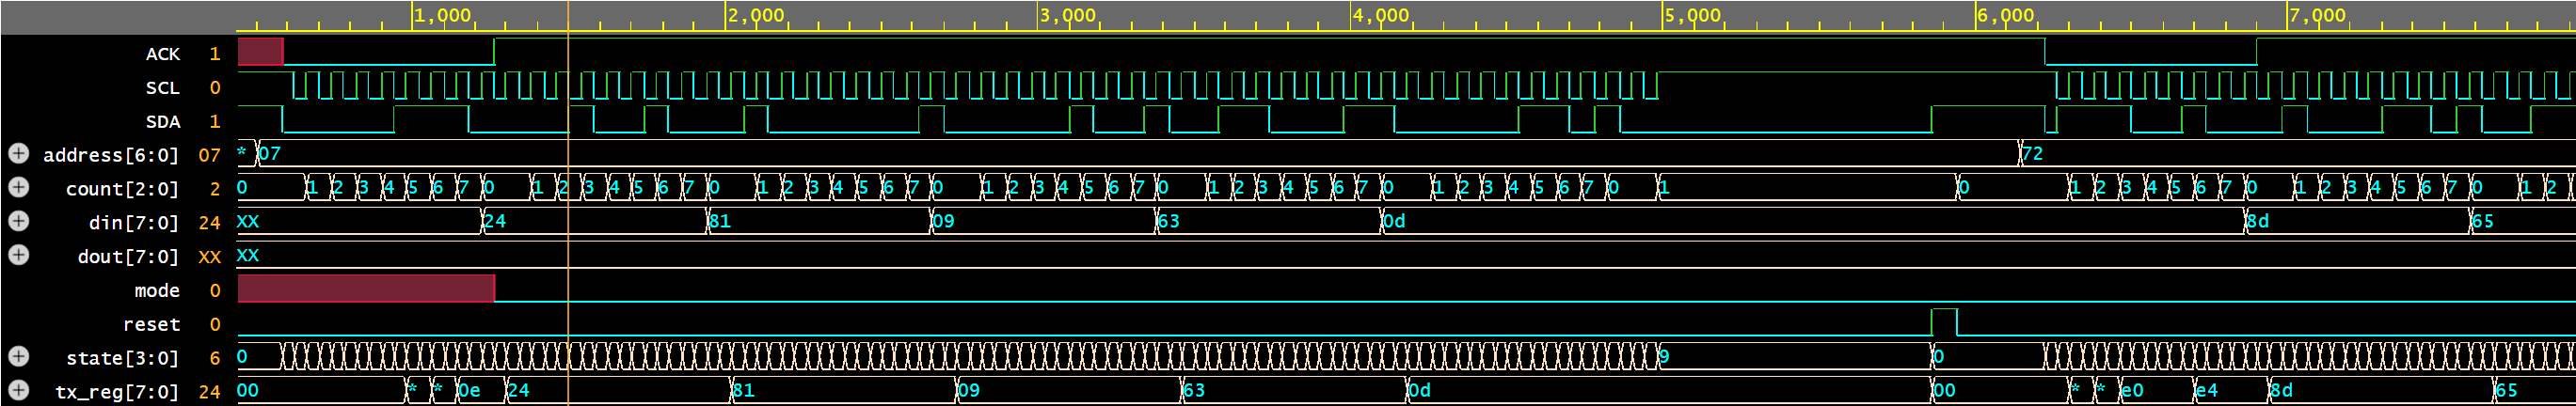 1,000 2,000 3,000 4,000 5,000 6,000 7,000
ACK 1
SCL 0
SDA 1
address[6:0] 07 * 07 72
count[2:0] 2 0 1 2 3 4 5 6 7 0 1 2 3 4 5 6 7 0 1 2 3 4 5 6 7 0 1 2 3 4 5 6 7 0 1 2 3 4 5 6 7 0 1 2 3 4 5 6 7 0 1 0 1 2 3 4 5 6 7 0 1 2 3 4 5 6 7 0 1 2
din[7:0] 24 XX 24 81 09 63 0d 8d 65
dout[7:0] XX XX
mode 0
reset 0
state[3:0] 6 0 9 0
tx_reg[7:0] 24 00 * * 0e 24 81 09 63 0d 00 * * e0 e4 8d 65